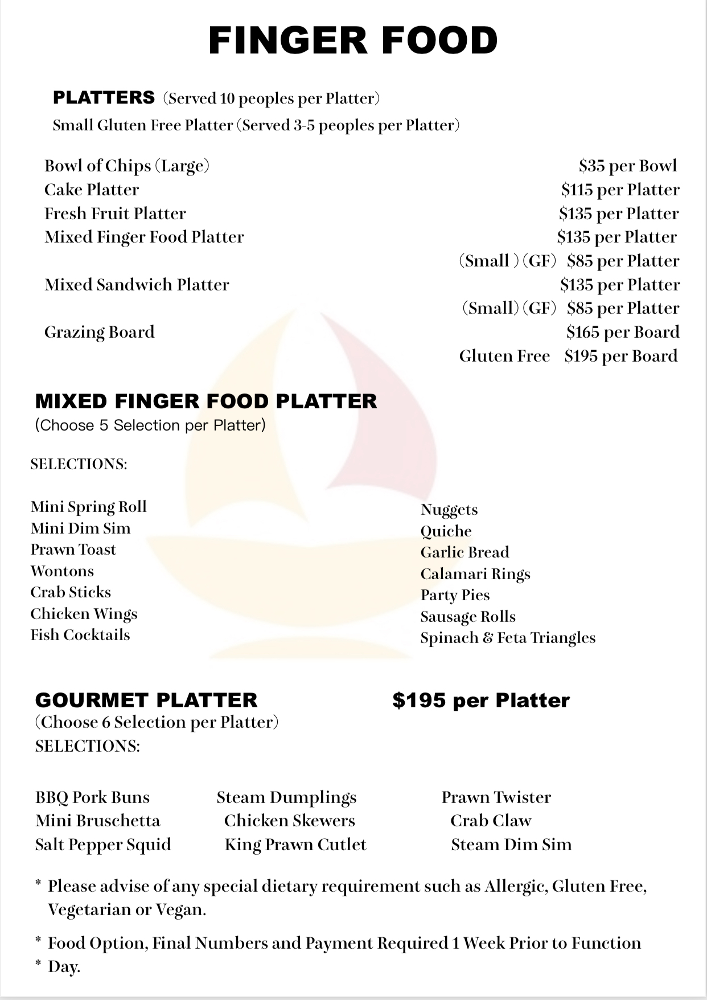 FINGER FOOD
PLATTERS (Served 10 peoples per Platter)
Small Gluten Free Platter (Served 3-5 peoples per Platter)
Bowl of Chips (Large) $35 per Bowl
Cake Platter $115 per Platter
Fresh Fruit Platter $135 per Platter
Mixed Finger Food Platter $135 per Platter
(Small ) (GF) $85 per Platter
Mixed Sandwich Platter $135 per Platter
(Small) (GF) $85 per Platter
Grazing Board $165 per Board
Gluten Free $195 per Board
MIXED FINGER FOOD PLATTER
(Choose 5 Selection per Platter)
SELECTIONS:
Mini Spring Roll
Mini Dim Sim
Prawn Toast
Wontons
Crab Sticks
Chicken Wings
Fish Cocktails
Nuggets
Quiche
Garlic Bread
Calamari Rings
Party Pies
Sausage Rolls
Spinach & Feta Triangles
GOURMET PLATTER $195 per Platter
(Choose 6 Selection per Platter)
SELECTIONS:
BBQ Pork Buns Steam Dumplings Prawn Twister
Mini Bruschetta Chicken Skewers Crab Claw
Salt Pepper Squid King Prawn Cutlet Steam Dim Sim
* Please advise of any special dietary requirement such as Allergic, Gluten Free,
Vegetarian or Vegan.
* Food Option, Final Numbers and Payment Required 1 Week Prior to Function
* Day.